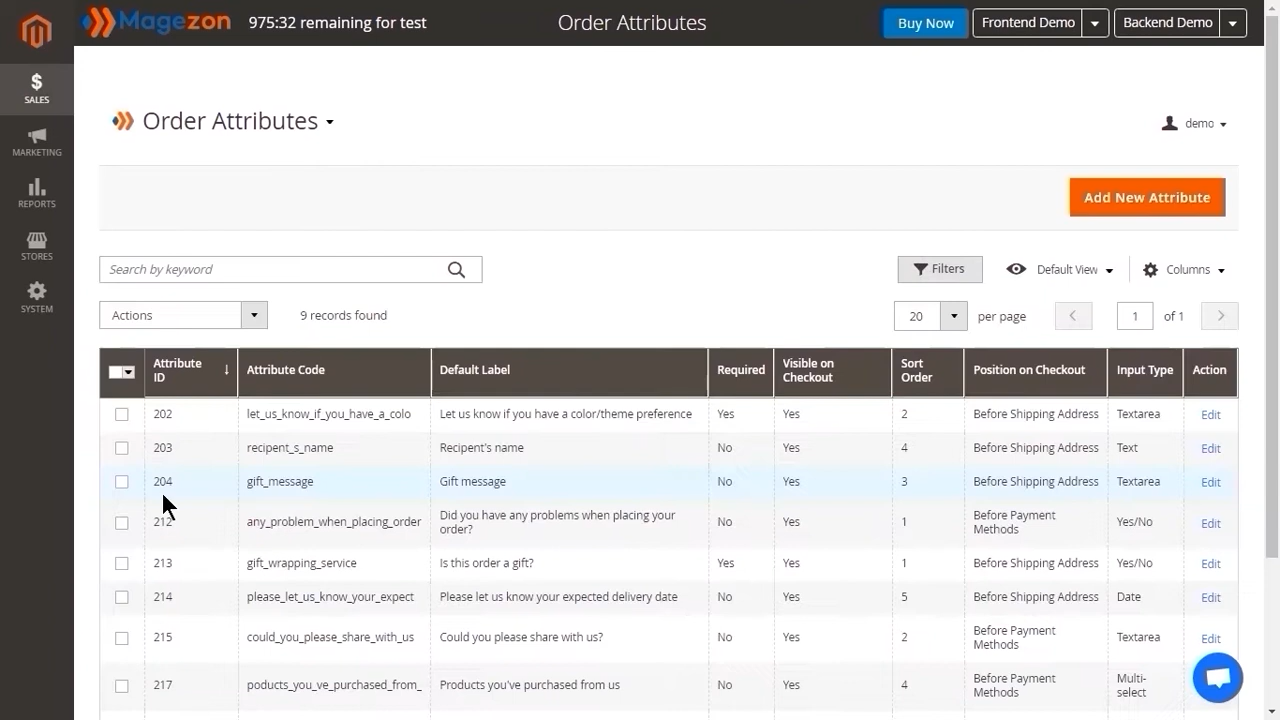 Magezon 975:32 remaining for test Order Attributes Buy Now Frontend Demo Backend Demo
SALES
MARKETING
REPORTS
STORES
SYSTEM
Order Attributes demo
Add New Attribute
Search by keyword Filters Default View Columns
Actions 9 records found 20 per page 1 of 1
Attribute ID ↓ Attribute Code Default Label Required Visible on Checkout Sort Order Position on Checkout Input Type Action
202 let_us_know_if_you_have_a_colo Let us know if you have a color/theme preference Yes Yes 2 Before Shipping Address Textarea Edit
203 recipent_s_name Recipent's name No Yes 4 Before Shipping Address Text Edit
204 gift_message Gift message No Yes 3 Before Shipping Address Textarea Edit
212 any_problem_when_placing_order Did you have any problems when placing your order? No Yes 1 Before Payment Methods Yes/No Edit
213 gift_wrapping_service Is this order a gift? Yes Yes 1 Before Shipping Address Yes/No Edit
214 please_let_us_know_your_expect Please let us know your expected delivery date No Yes 5 Before Shipping Address Date Edit
215 could_you_please_share_with_us Could you please share with us? No Yes 2 Before Payment Methods Textarea Edit
217 poducts_you_ve_purchased_from_ Products you've purchased from us No Yes 4 Before Payment Methods Multi-select